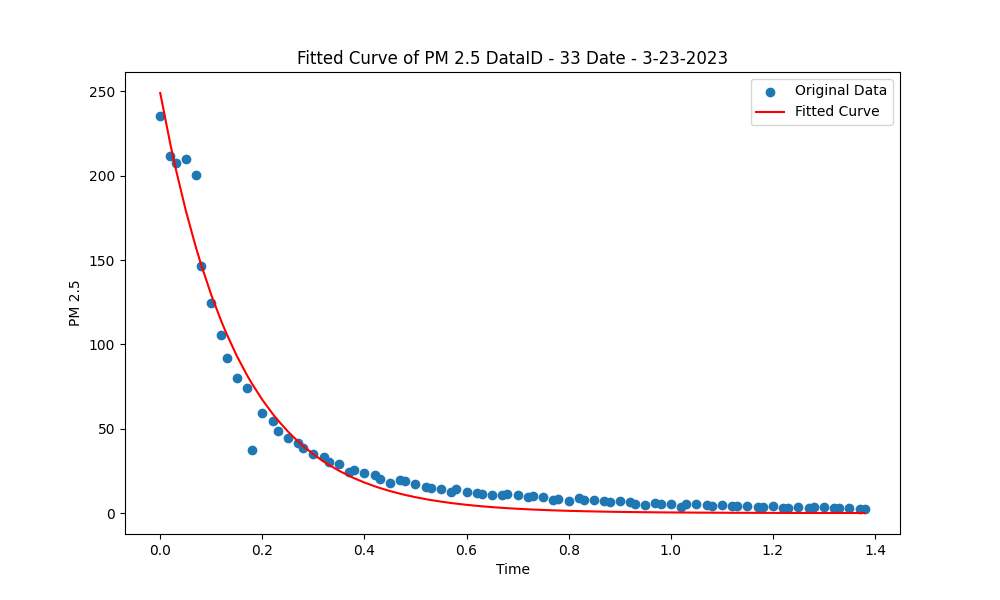 Fitted Curve of PM 2.5 DataID - 33 Date - 3-23-2023
Original Data
Fitted Curve
250
200
150
100
50
0
PM 2.5
0.0 0.2 0.4 0.6 0.8 1.0 1.2 1.4
Time